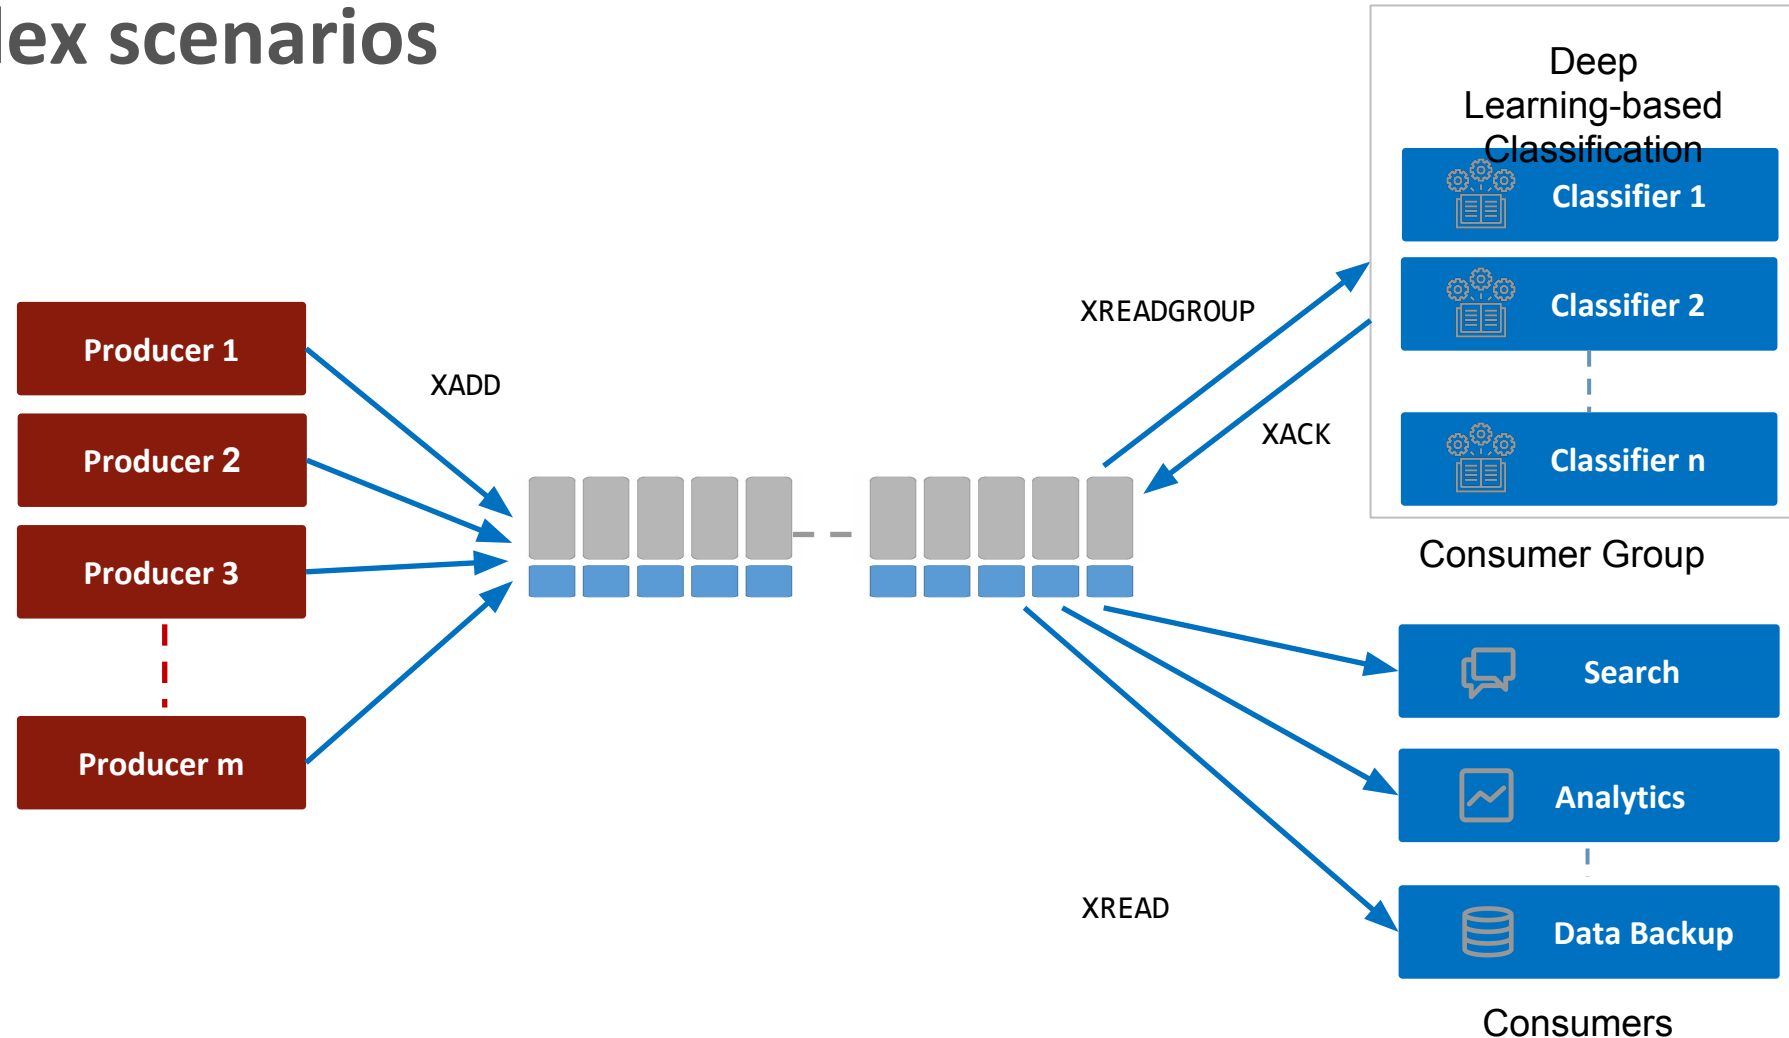 lex scenarios
Deep
Learning-based
Classification
Classifier 1
Classifier 2
Classifier n
Consumer Group
XREADGROUP
XACK
Producer 1
Producer 2
Producer 3
Producer m
XADD
XREAD
Search
Analytics
Data Backup
Consumers